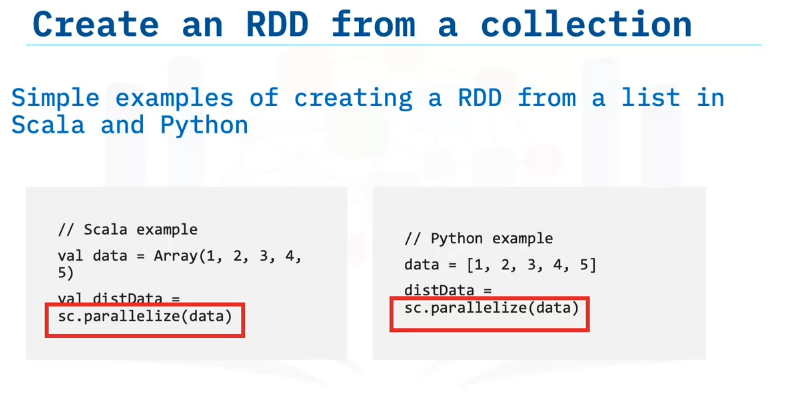 Create an RDD from a collection
Simple examples of creating a RDD from a list in
Scala and Python
// Scala example
val data = Array(1, 2, 3, 4,
5)
val distData =
sc.parallelize(data)
// Python example
data = [1, 2, 3, 4, 5]
distData =
sc.parallelize(data)